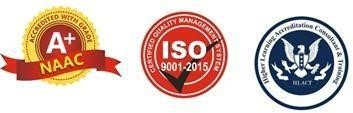 ACCREDITED WITH GRADE
A+
NAAC
CERTIFIED QUALITY MANAGEMENT SYSTEM
ISO
9001-2015
Higher Learning Accreditation Consultant & Training
HLACT